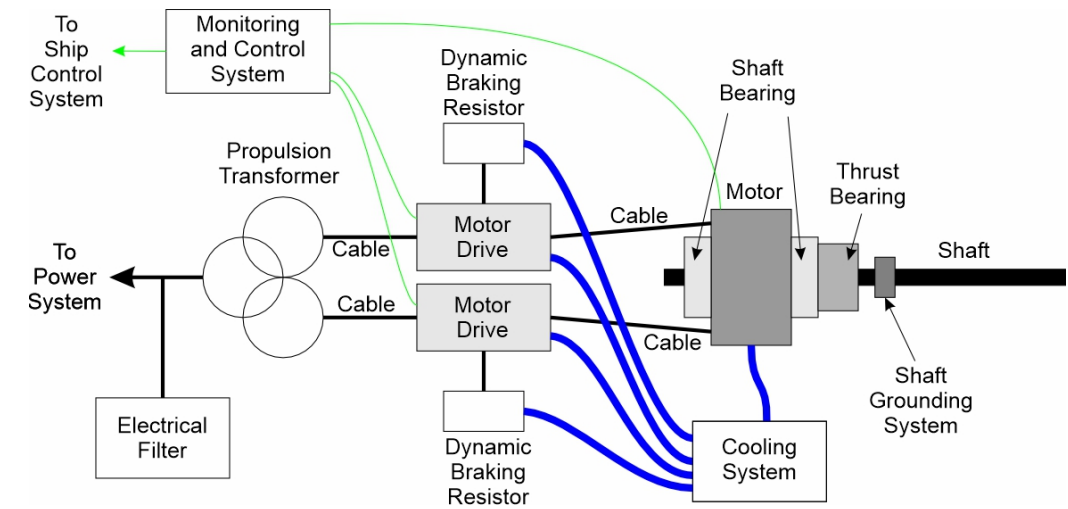 To
Ship
Control
System
Monitoring
and Control
System
Dynamic
Braking
Resistor
Shaft
Bearing
Propulsion
Transformer
Motor
Thrust
Bearing
Cable
Motor
Drive
Cable
To
Power
System
Shaft
Cable
Motor
Drive
Cable
Shaft
Grounding
System
Electrical
Filter
Dynamic
Braking
Resistor
Cooling
System